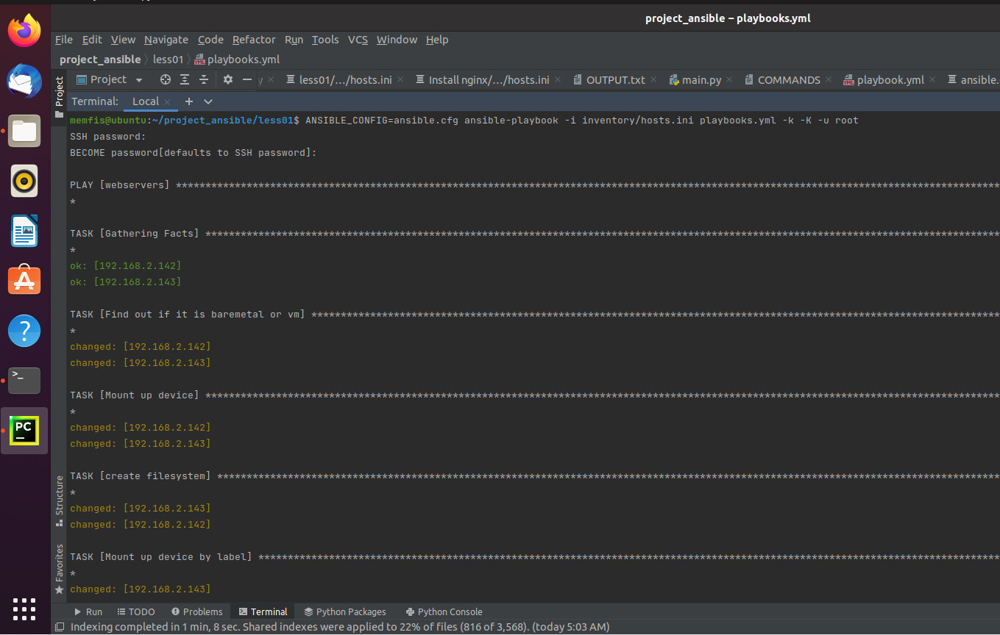 project_ansible – playbooks.yml
File Edit View Navigate Code Refactor Run Tools VCS Window Help
project_ansible less01 playbooks.yml
Project y less01/.../hosts.ini Install nginx/.../hosts.ini OUTPUT.txt main.py COMMANDS playbook.yml ansible.
Project
Terminal: Local
memfis@ubuntu:~/project_ansible/less01$ ANSIBLE_CONFIG=ansible.cfg ansible-playbook -i inventory/hosts.ini playbooks.yml -k -K -u root
SSH password:
BECOME password[defaults to SSH password]:
PLAY [webservers] ********************************************************************************************************************************************
*
TASK [Gathering Facts] ***************************************************************************************************************************************
*
ok: [192.168.2.142]
ok: [192.168.2.143]
TASK [Find out if it is baremetal or vm] *********************************************************************************************************************
*
changed: [192.168.2.142]
changed: [192.168.2.143]
TASK [Mount up device] ***************************************************************************************************************************************
*
changed: [192.168.2.142]
changed: [192.168.2.143]
TASK [create filesystem] *************************************************************************************************************************************
*
changed: [192.168.2.143]
changed: [192.168.2.142]
TASK [Mount up device by label] ******************************************************************************************************************************
*
changed: [192.168.2.143]
Structure
Favorites
Run TODO Problems Terminal Python Packages Python Console
Indexing completed in 1 min, 8 sec. Shared indexes were applied to 22% of files (816 of 3,568). (today 5:03 AM)
PC